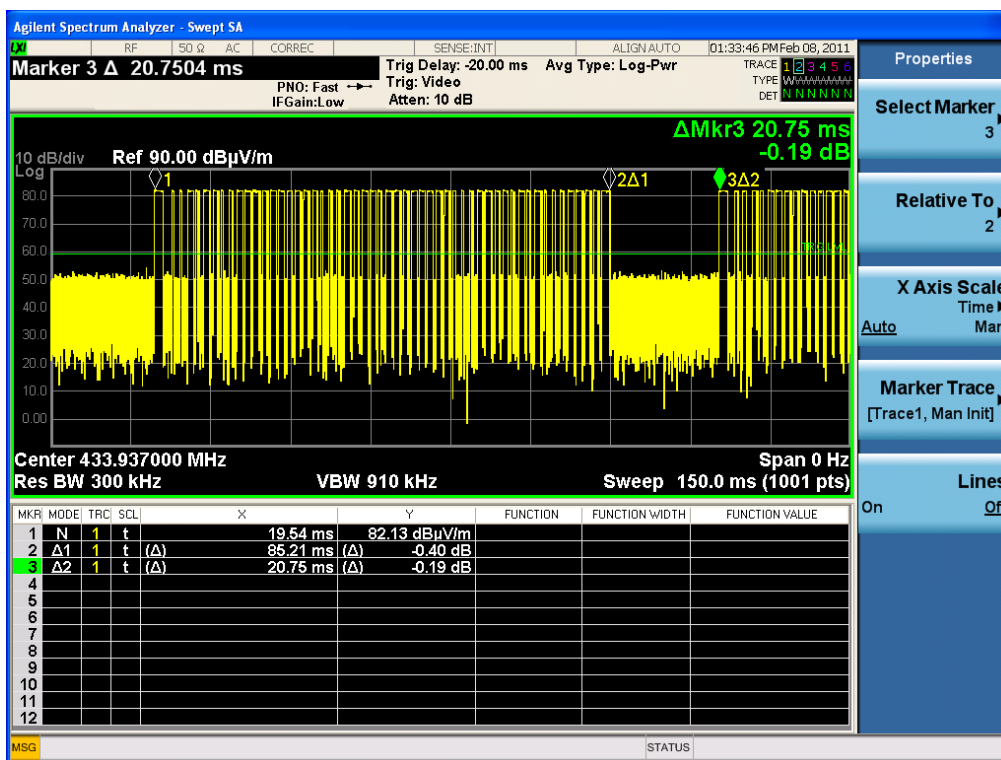 Agilent Spectrum Analyzer - Swept SA
LXI RF 50 Ω AC CORREC SENSE:INT ALIGN AUTO 01:33:46 PM Feb 08, 2011
Marker 3 Δ 20.7504 ms
PNO: Fast
IFGain:Low
Trig Delay: -20.00 ms
Trig: Video
Atten: 10 dB
Avg Type: Log-Pwr
TRACE 1 2 3 4 5 6
TYPE
DET N N N N N N
ΔMkr3 20.75 ms
-0.19 dB
10 dB/div Ref 90.00 dBµV/m
Log
1 2Δ1 3Δ2
80.0
70.0
60.0
TRIG LVL
50.0
40.0
30.0
20.0
10.0
0.00
Center 433.937000 MHz Span 0 Hz
Res BW 300 kHz VBW 910 kHz Sweep 150.0 ms (1001 pts)
MKR MODE TRC SCL X Y FUNCTION FUNCTION WIDTH FUNCTION VALUE
1 N 1 t 19.54 ms 82.13 dBµV/m
2 Δ1 1 t (Δ) 85.21 ms (Δ) -0.40 dB
3 Δ2 1 t (Δ) 20.75 ms (Δ) -0.19 dB
4
5
6
7
8
9
10
11
12
MSG STATUS
Properties
Select Marker
3
Relative To
2
X Axis Scale
Time
Auto Man
Marker Trace
[Trace1, Man Init]
Lines
On Of